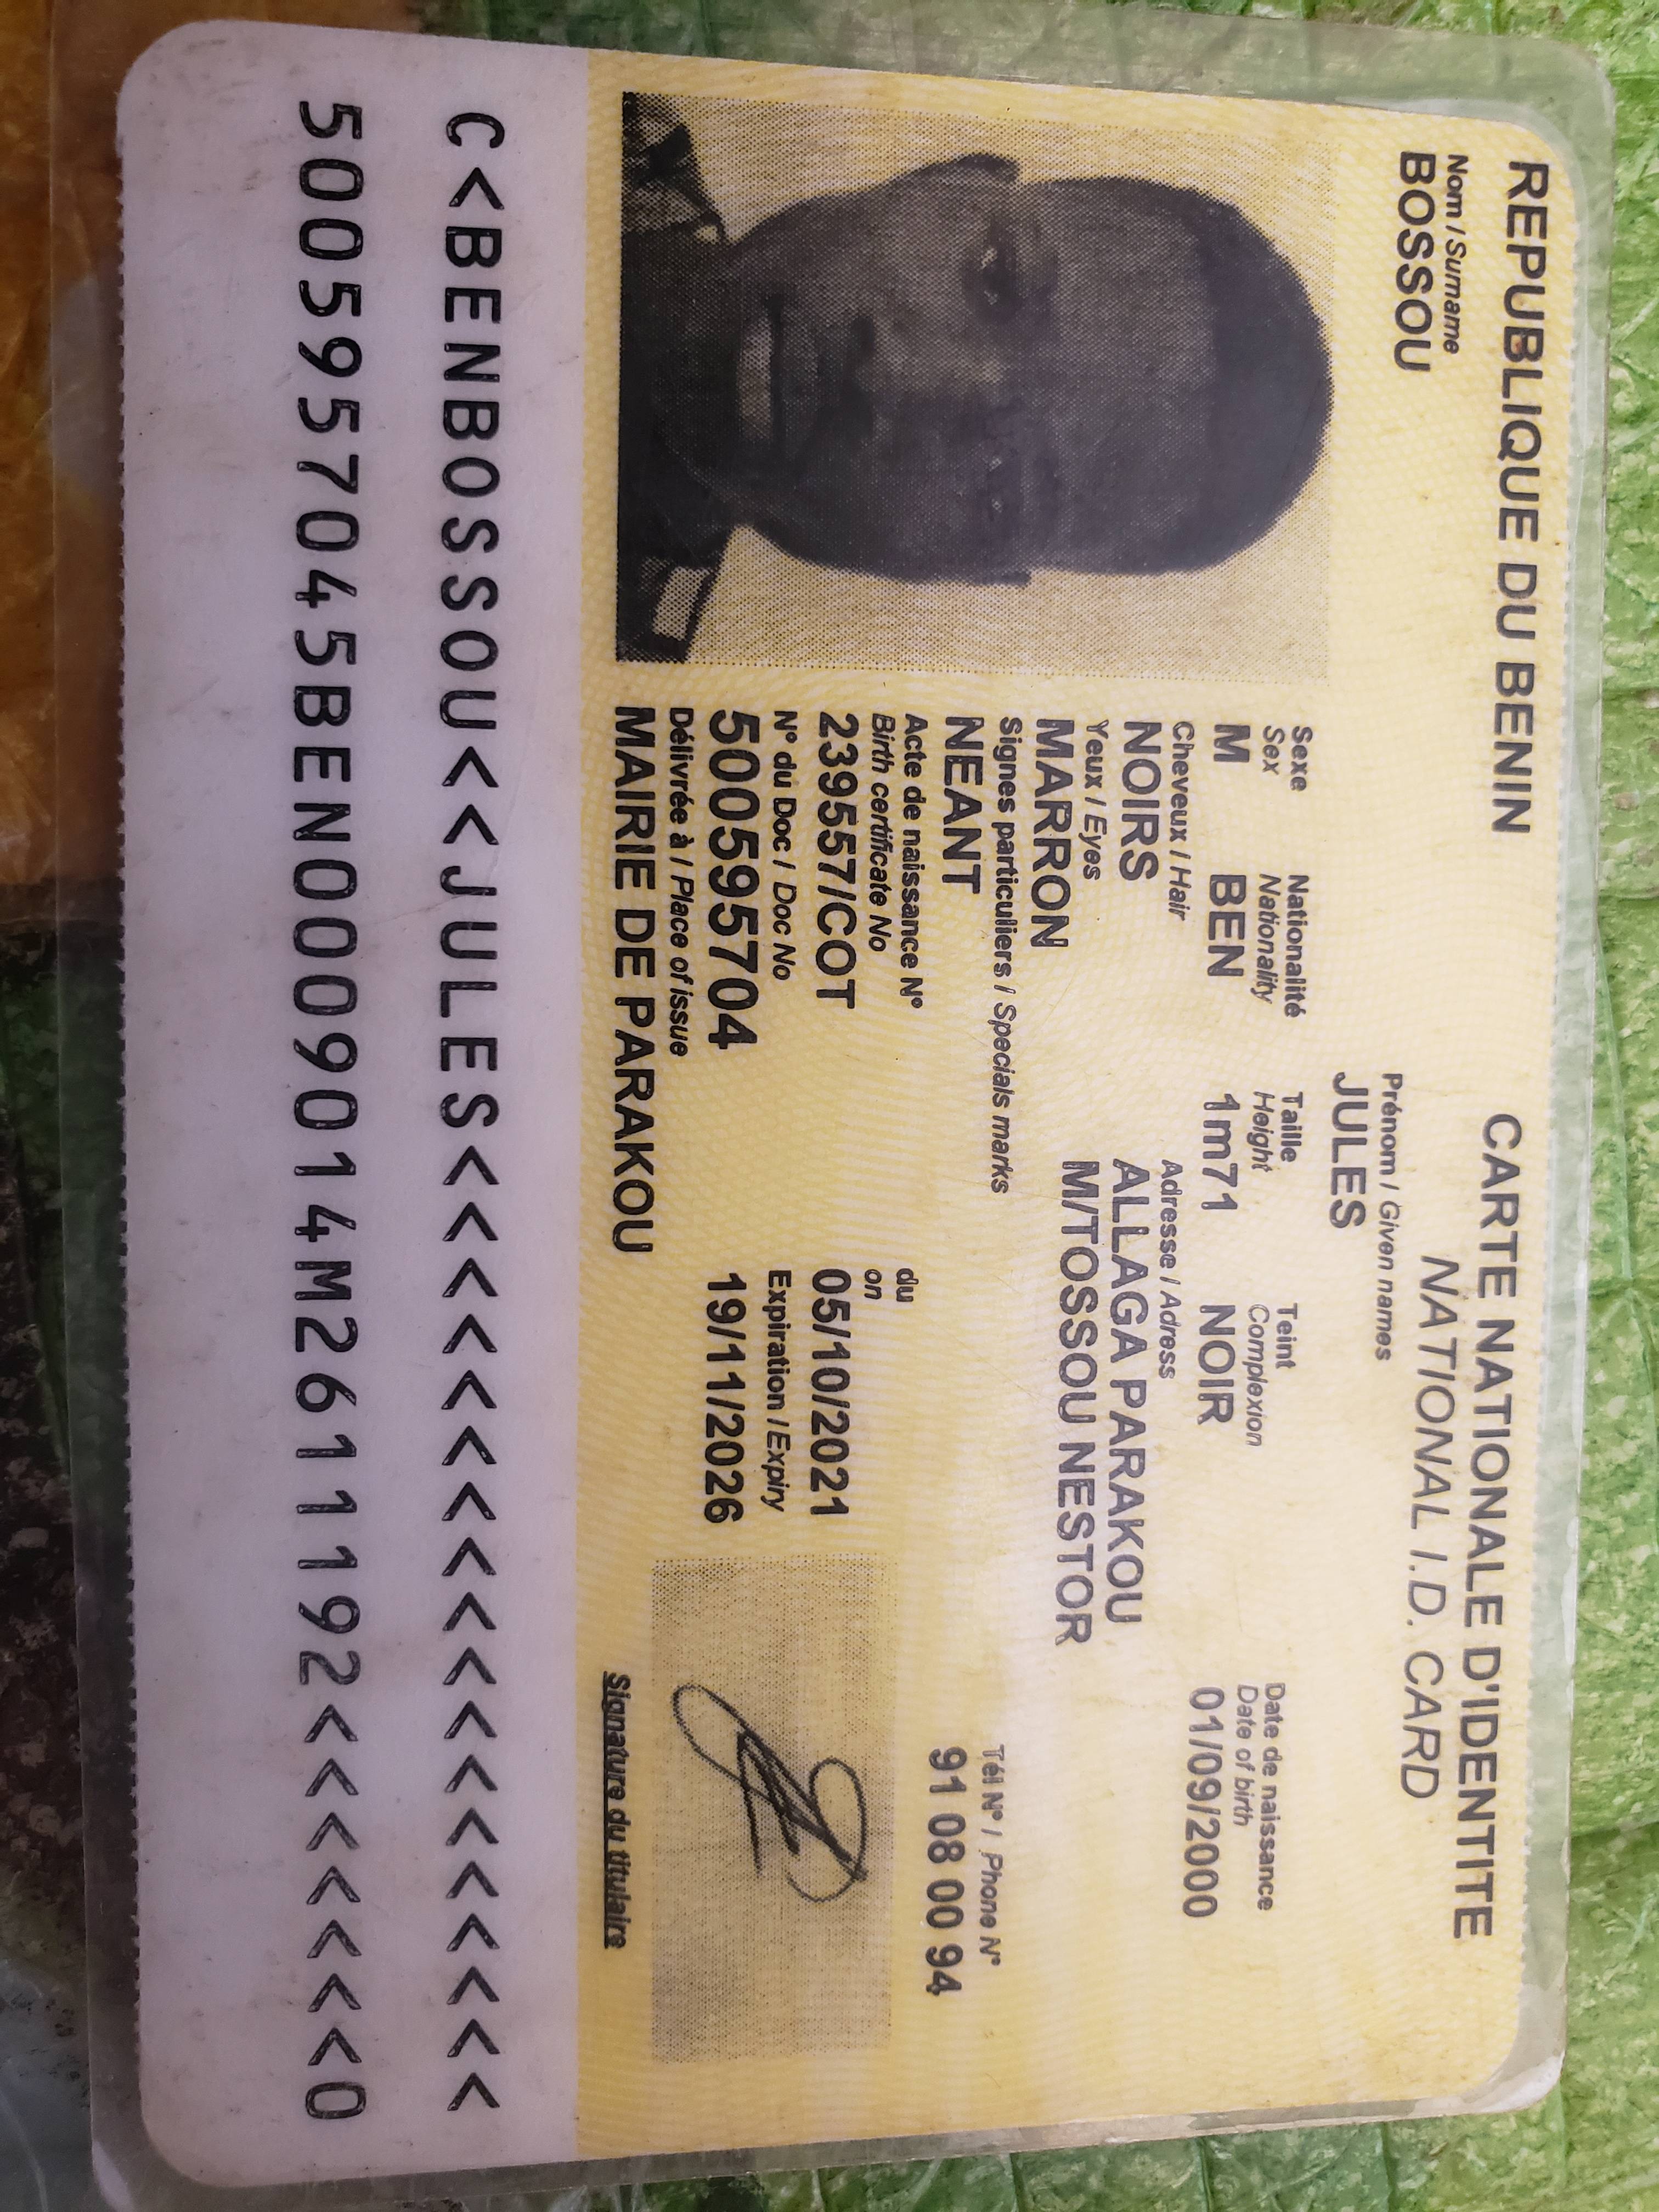 REPUBLIQUE DU BENIN
CARTE NATIONALE D'IDENTITE
NATIONAL I.D. CARD
Nom / Surname
BOSSOU
Prénom / Given names
JULES
Sexe
Sex
M
Nationalité
Nationality
BEN
Taille
Height
1m71
Teint
Complexion
NOIR
Date de naissance
Date of birth
01/09/2000
Cheveux / Hair
NOIRS
Adresse / Adress
ALLAGA PARAKOU
M/TOSSOU NESTOR
Yeux / Eyes
MARRON
Signes particuliers / Specials marks
NEANT
Tél N° / Phone N°
91 08 00 94
Acte de naissance N°
Birth certificate No
239557/COT
du
on
05/10/2021
N° du Doc / Doc No
500595704
Expiration / Expiry
19/11/2026
Délivrée à / Place of issue
MAIRIE DE PARAKOU
Signature du titulaire
C<BENBOSSOU<<JULES<<<<<<<<<<<<<<<<<<
5005957045BEN0009014M2611192<<<<<<<0